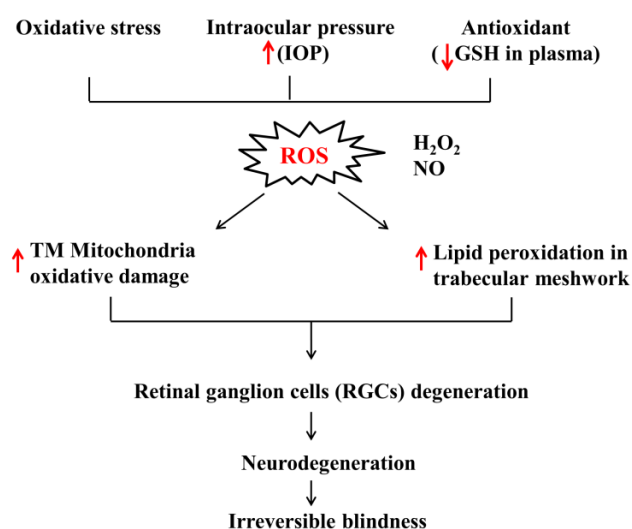 Oxidative stress
Intraocular pressure
↑(IOP)
Antioxidant
(↓GSH in plasma)
ROS
H₂O₂
NO
↑ TM Mitochondria
oxidative damage
↑ Lipid peroxidation in
trabecular meshwork
Retinal ganglion cells (RGCs) degeneration
Neurodegeneration
Irreversible blindness